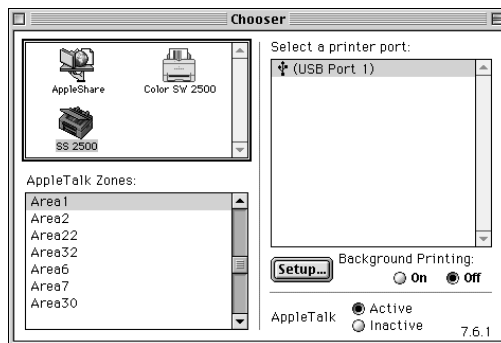 Chooser
AppleShare
Color SW 2500
SS 2500
AppleTalk Zones:
Area1
Area2
Area22
Area32
Area6
Area7
Area30
Select a printer port:
(USB Port 1)
Setup...
Background Printing:
On Off
AppleTalk
Active
Inactive
7.6.1